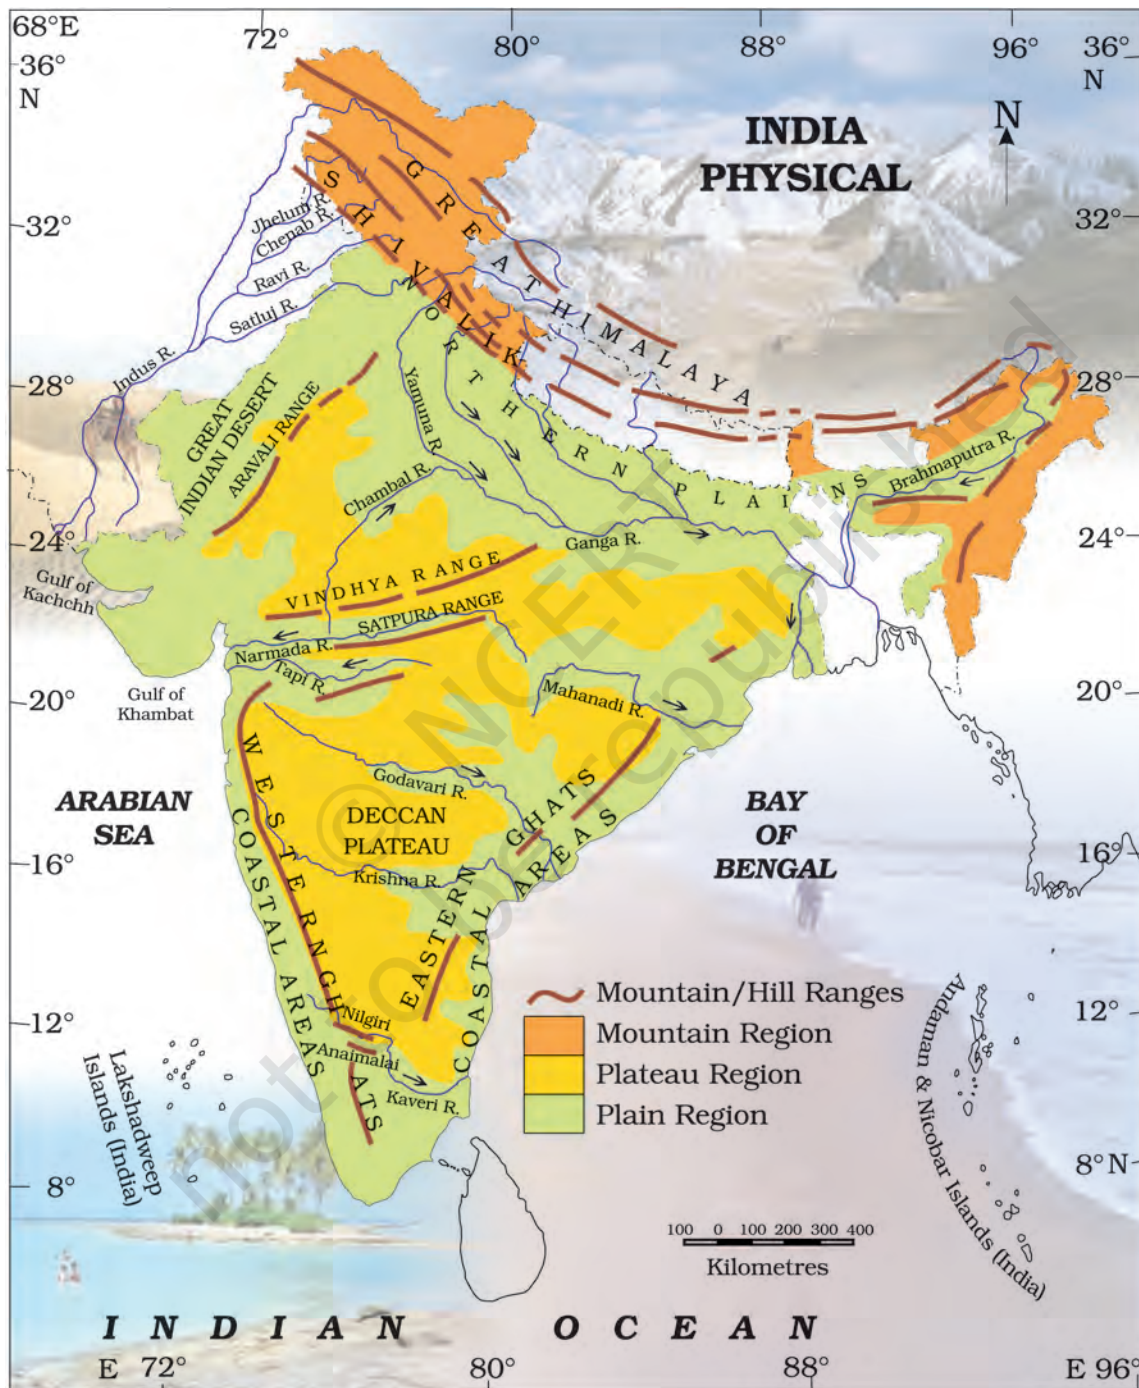 68°E
72°
80°
88°
96°
36°
N
36°
N
INDIA
PHYSICAL
N
GREAT HIMALAYA
SHIVALIK
Jhelum R.
Chenab R.
Ravi R.
Satluj R.
Indus R.
32°
32°
28°
28°
NORTHERN PLAINS
GREAT
INDIAN DESERT
ARAVALI RANGE
Yamuna R.
Chambal R.
Ganga R.
Brahmaputra R.
24°
24°
Gulf of
Kachchh
VINDHYA RANGE
SATPURA RANGE
Narmada R.
Tapi R.
Mahanadi R.
Gulf of
Khambat
20°
20°
Godavari R.
DECCAN
PLATEAU
Krishna R.
WESTERN GHATS
EASTERN GHATS
COASTAL AREAS
COASTAL AREAS
ARABIAN
SEA
BAY
OF
BENGAL
16°
16°
12°
12°
Nilgiri
Anaimalai
Kaveri R.
Mountain/Hill Ranges
Mountain Region
Plateau Region
Plain Region
Lakshadweep
Islands (India)
Andaman & Nicobar Islands (India)
8°
8°N
100 0 100 200 300 400
Kilometres
INDIAN OCEAN
E 72°
80°
88°
E 96°
© NCERT
not to be republished